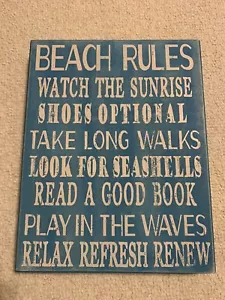 BEACH RULES
WATCH THE SUNRISE
SHOES OPTIONAL
TAKE LONG WALKS
LOOK FOR SEASHELLS
READ A GOOD BOOK
PLAY IN THE WAVES
RELAX REFRESH RENEW